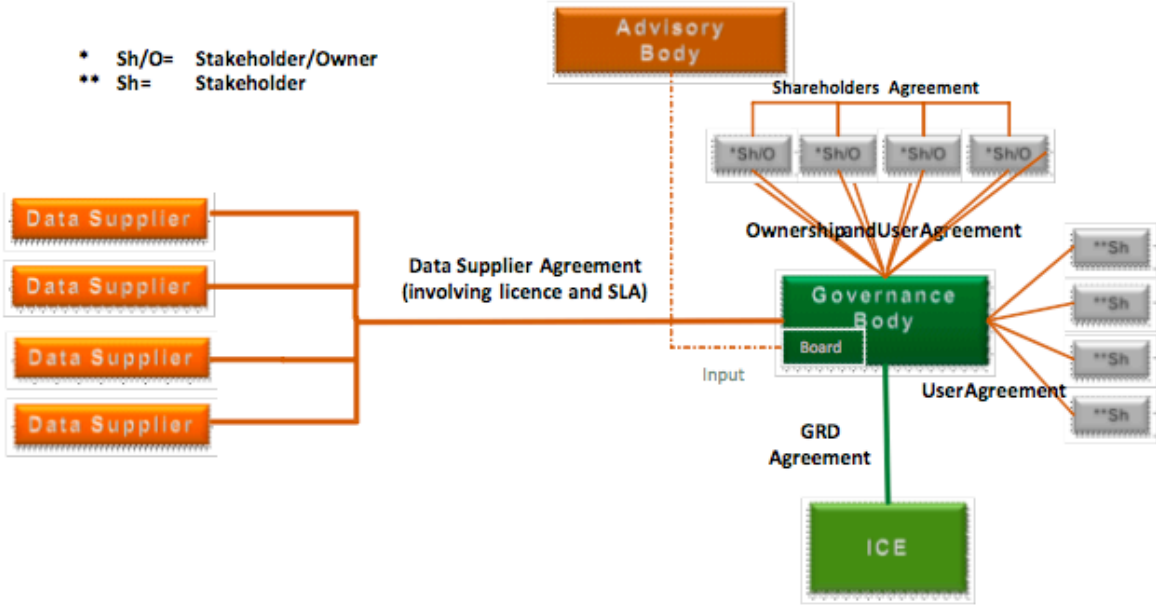 Advisory
Body
* Sh/O= Stakeholder/Owner
** Sh= Stakeholder
Shareholders Agreement
*Sh/O *Sh/O *Sh/O *Sh/O
Data Supplier
Data Supplier
Data Supplier
Data Supplier
Data Supplier Agreement
(involving licence and SLA)
OwnershipandUserAgreement
Governance
Body
Board
Input
**Sh
**Sh
**Sh
**Sh
UserAgreement
GRD
Agreement
ICE